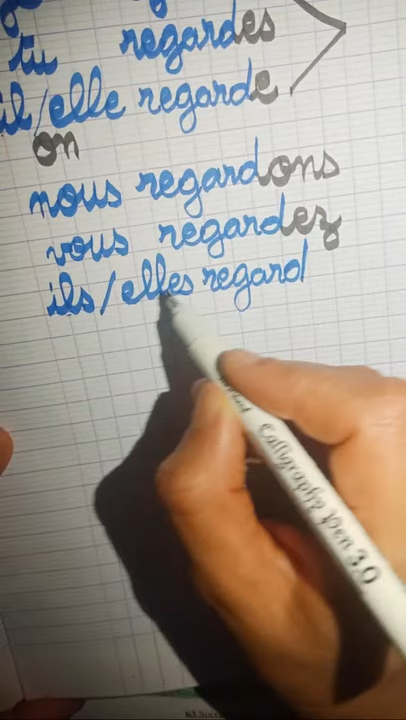 tu regardes
il/elle regarde
on
nous regardons
vous regardez
ils/elles regard
Calligraphy Pen 3.0